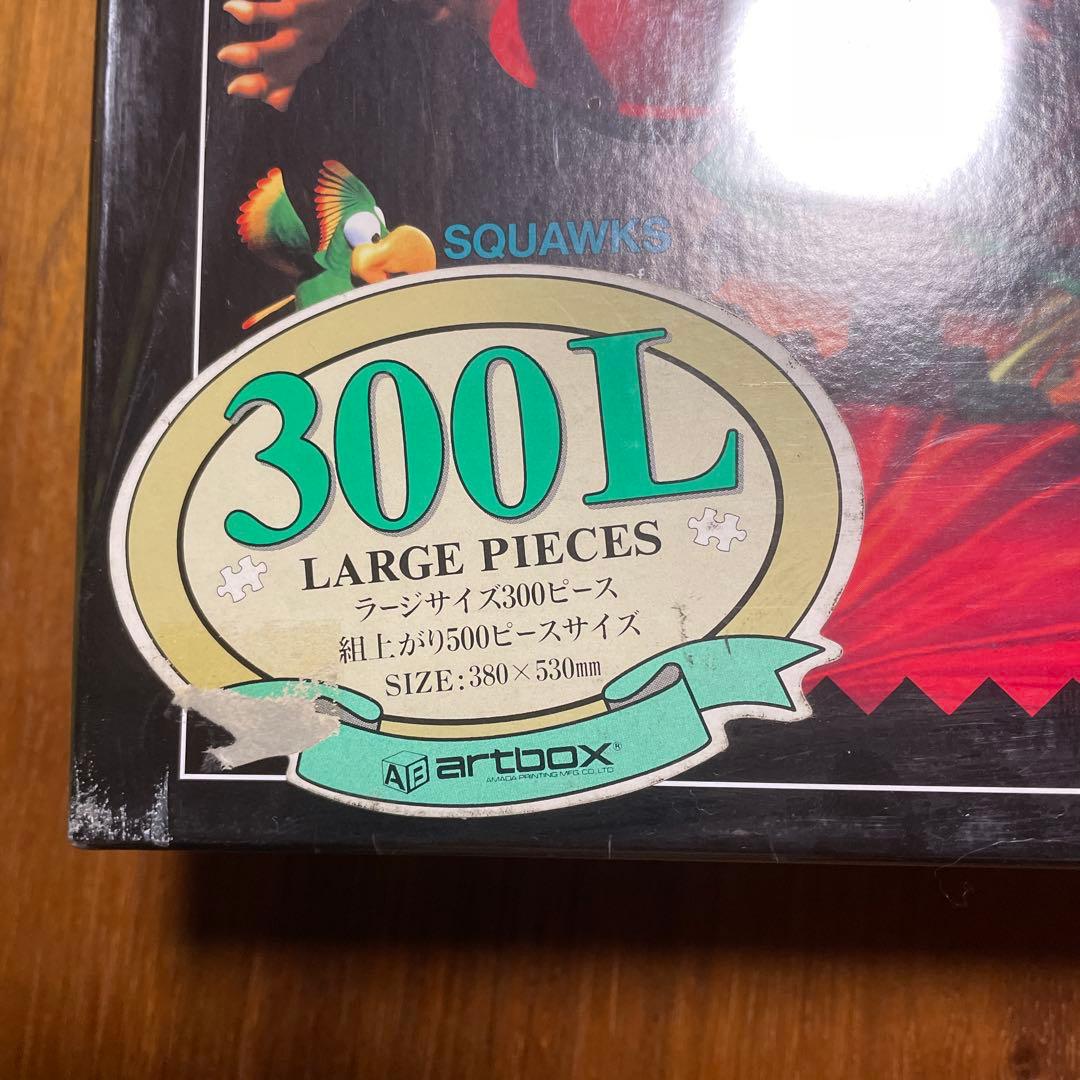 SQUAWKS
of
300L
LARGE PIECES
ラージサイズ300ピース
組上がり500ピースサイズ
SIZE:380×530mm
AB artbox®
AMADA PRINTING MFG. CO., LTD